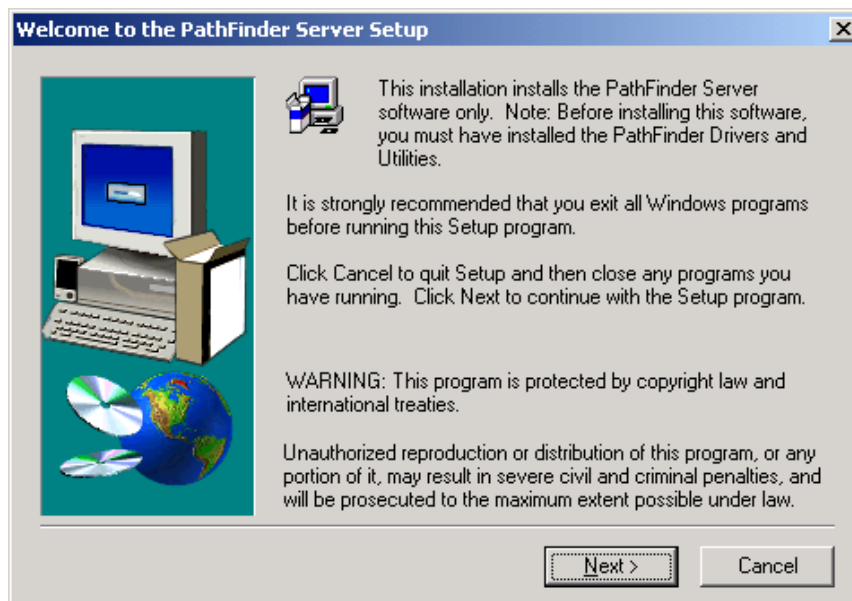 Welcome to the PathFinder Server Setup
This installation installs the PathFinder Server
software only.  Note: Before installing this software,
you must have installed the PathFinder Drivers and
Utilities.
It is strongly recommended that you exit all Windows programs
before running this Setup program.
Click Cancel to quit Setup and then close any programs you
have running.  Click Next to continue with the Setup program.
WARNING: This program is protected by copyright law and
international treaties.
Unauthorized reproduction or distribution of this program, or any
portion of it, may result in severe civil and criminal penalties, and
will be prosecuted to the maximum extent possible under law.
Next >
Cancel